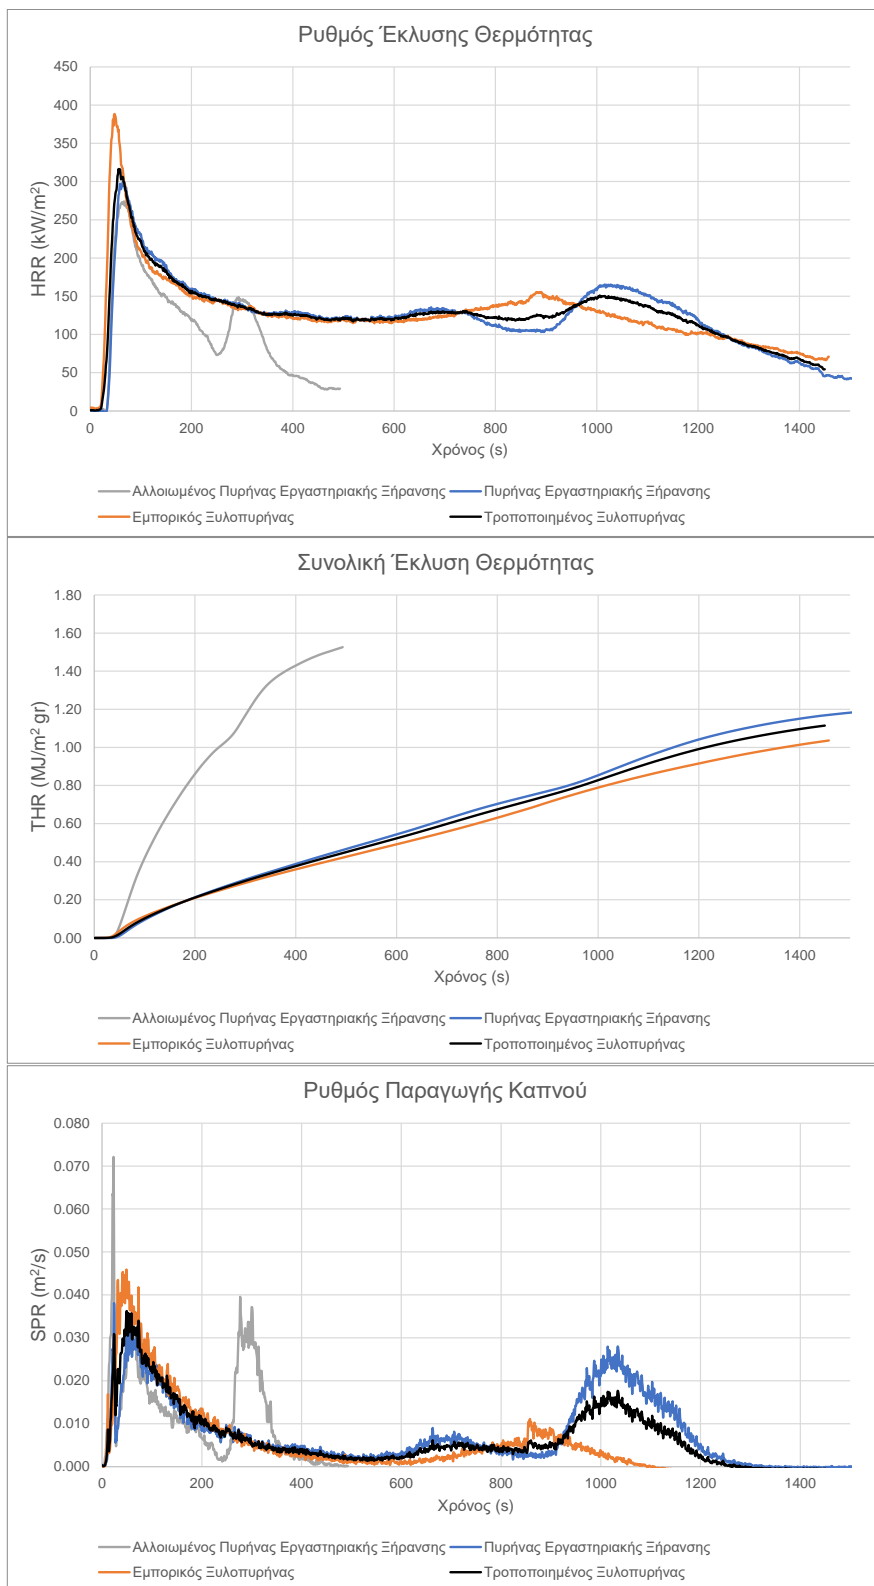 Ρυθμός Έκλυσης Θερμότητας
450
400
350
300
250
200
150
100
50
0
HRR (kW/m²)
0 200 400 600 800 1000 1200 1400
Χρόνος (s)
Αλλοιωμένος Πυρήνας Εργαστηριακής Ξήρανσης Πυρήνας Εργαστηριακής Ξήρανσης
Εμπορικός Ξυλοπυρήνας Τροποποιημένος Ξυλοπυρήνας
Συνολική Έκλυση Θερμότητας
1.80
1.60
1.40
1.20
1.00
0.80
0.60
0.40
0.20
0.00
THR (MJ/m² gr)
0 200 400 600 800 1000 1200 1400
Χρόνος (s)
Αλλοιωμένος Πυρήνας Εργαστηριακής Ξήρανσης Πυρήνας Εργαστηριακής Ξήρανσης
Εμπορικός Ξυλοπυρήνας Τροποποιημένος Ξυλοπυρήνας
Ρυθμός Παραγωγής Καπνού
0.080
0.070
0.060
0.050
0.040
0.030
0.020
0.010
0.000
SPR (m²/s)
0 200 400 600 800 1000 1200 1400
Χρόνος (s)
Αλλοιωμένος Πυρήνας Εργαστηριακής Ξήρανσης Πυρήνας Εργαστηριακής Ξήρανσης
Εμπορικός Ξυλοπυρήνας Τροποποιημένος Ξυλοπυρήνας